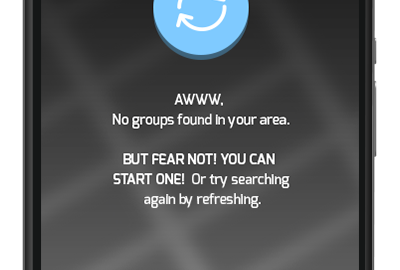 AWWW,
No groups found in your area.
BUT FEAR NOT! YOU CAN
START ONE! Or try searching
again by refreshing.